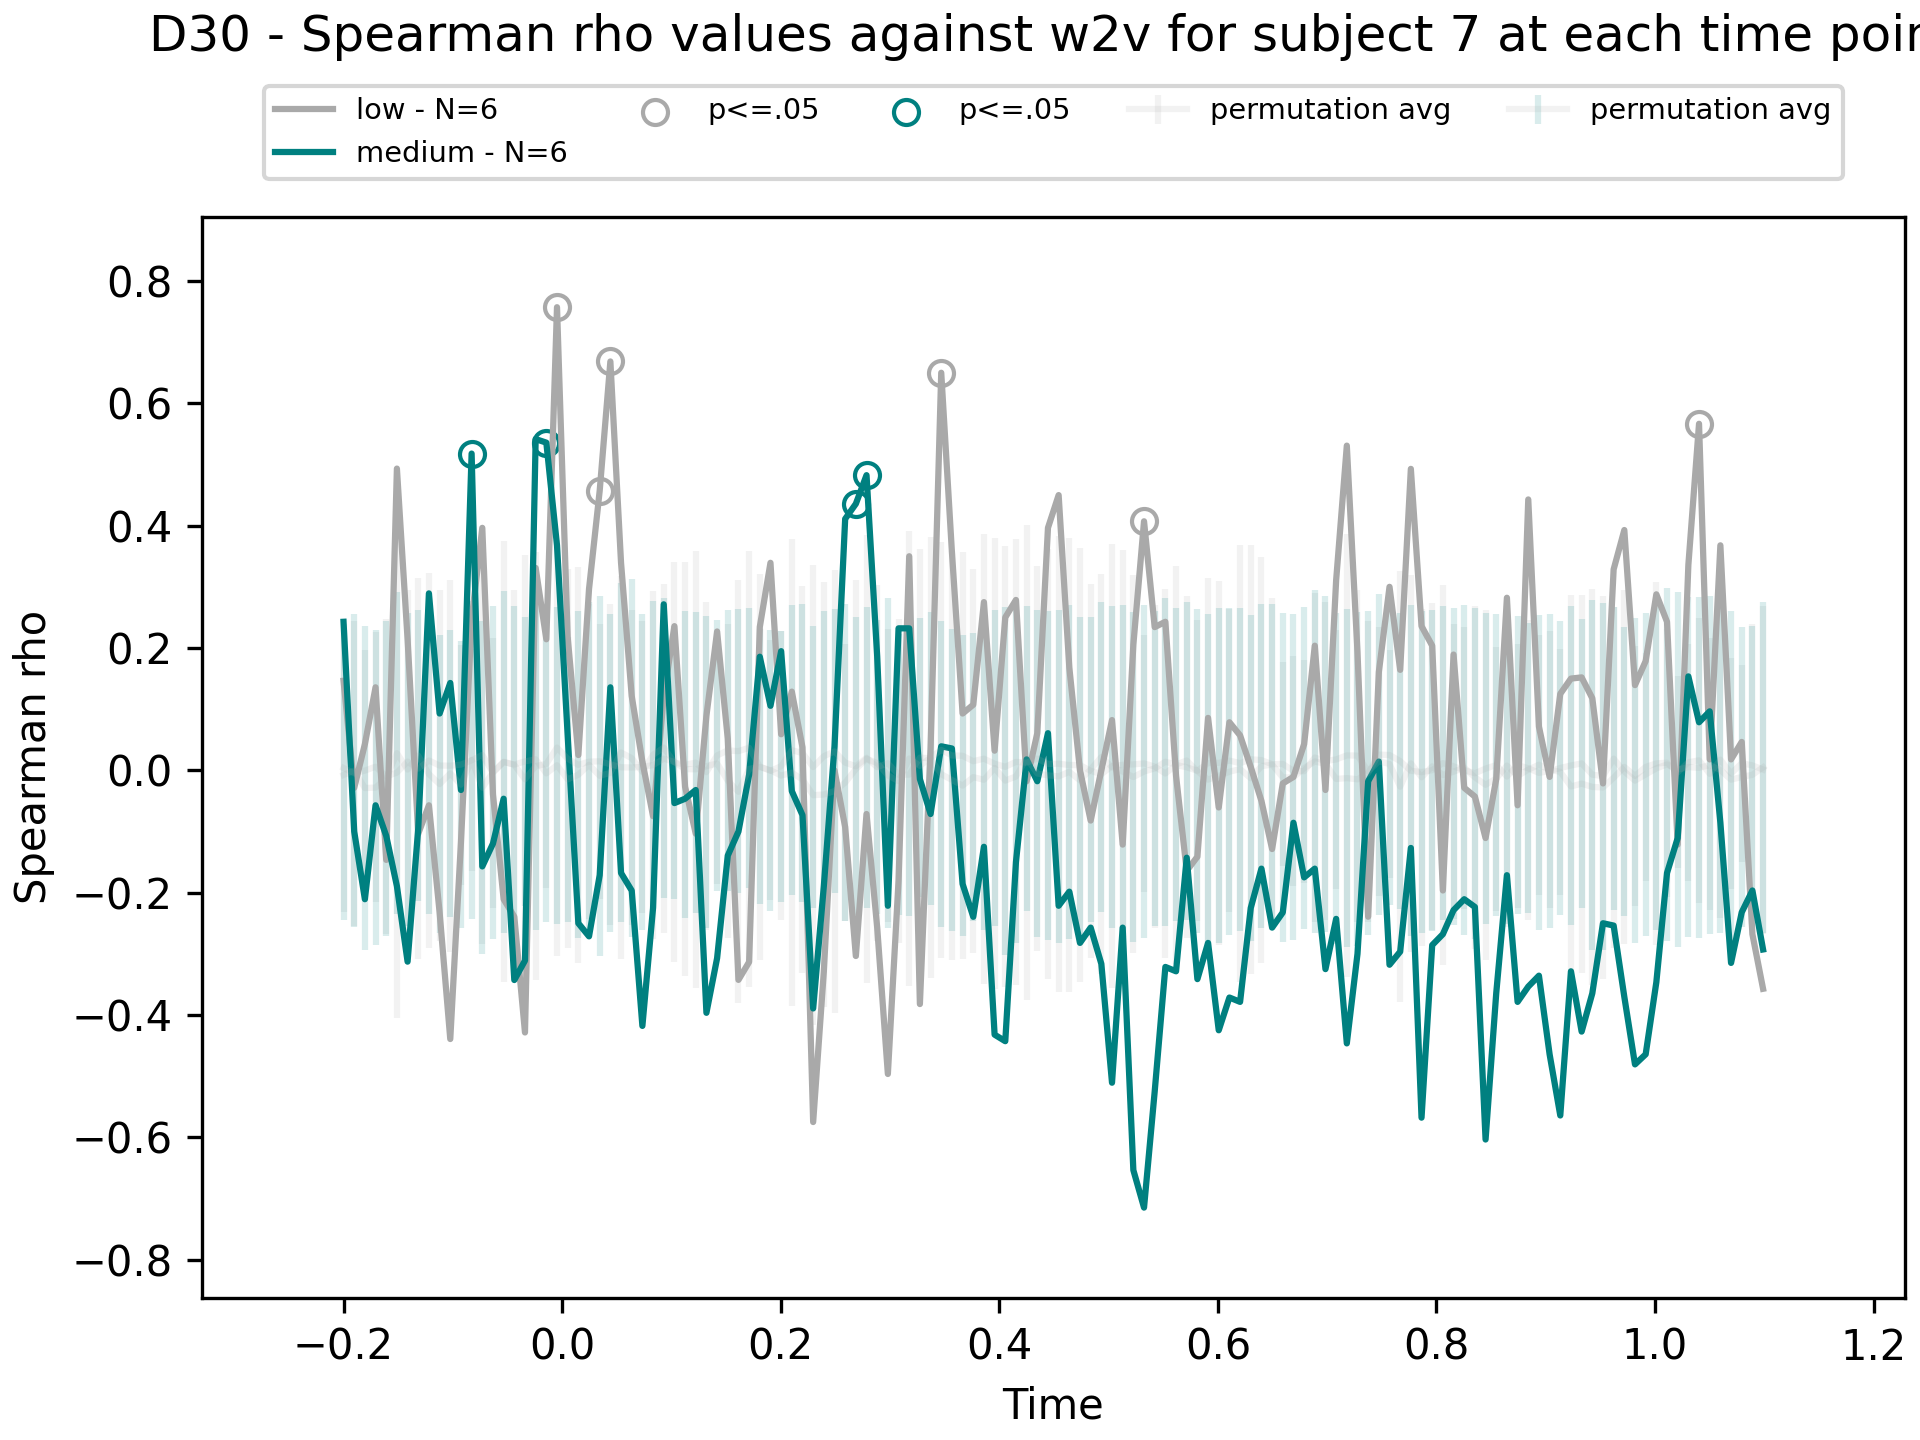 D30 - Spearman rho values against w2v for subject 7 at each time poin
low - N=6
medium - N=6
p<=.05
p<=.05
permutation avg
permutation avg
Spearman rho
0.8
0.6
0.4
0.2
0.0
−0.2
−0.4
−0.6
−0.8
−0.2 0.0 0.2 0.4 0.6 0.8 1.0 1.2
Time